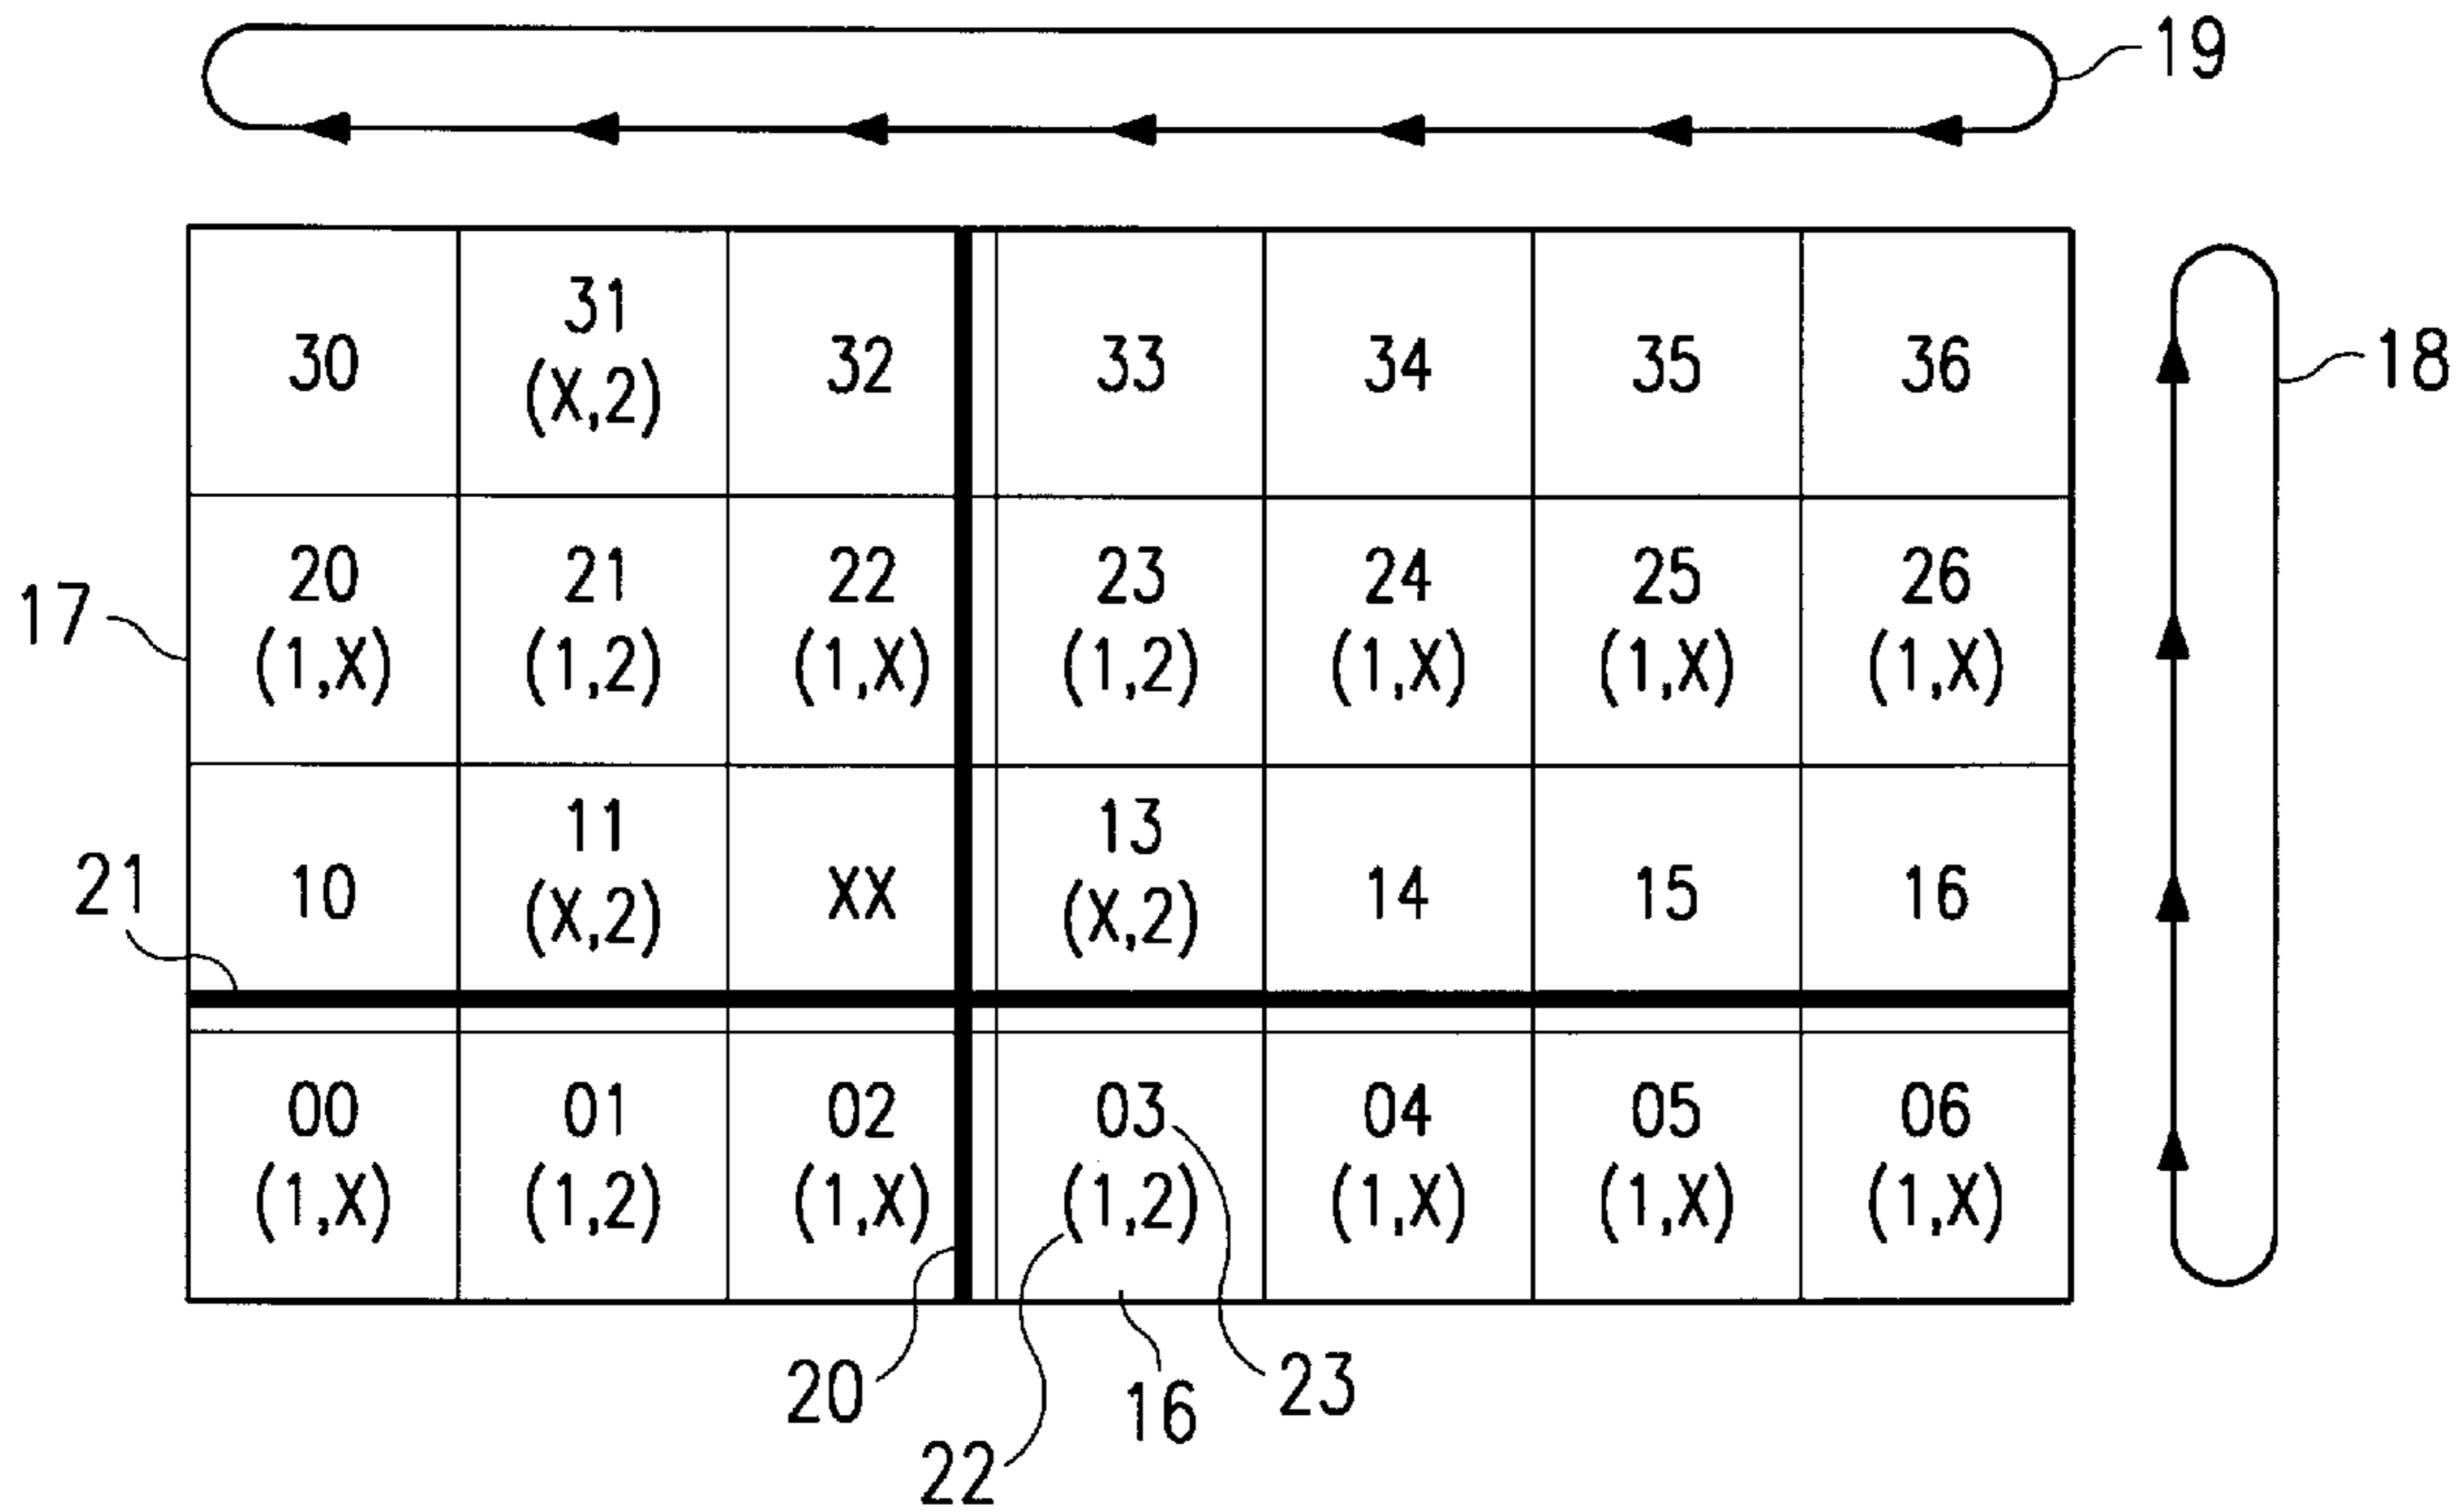 19
18
30
31
(X,2)
32
33
34
35
36
17
20
(1,X)
21
(1,2)
22
(1,X)
23
(1,2)
24
(1,X)
25
(1,X)
26
(1,X)
21
10
11
(X,2)
XX
13
(X,2)
14
15
16
00
(1,X)
01
(1,2)
02
(1,X)
03
(1,2)
04
(1,X)
05
(1,X)
06
(1,X)
20
22
16
23